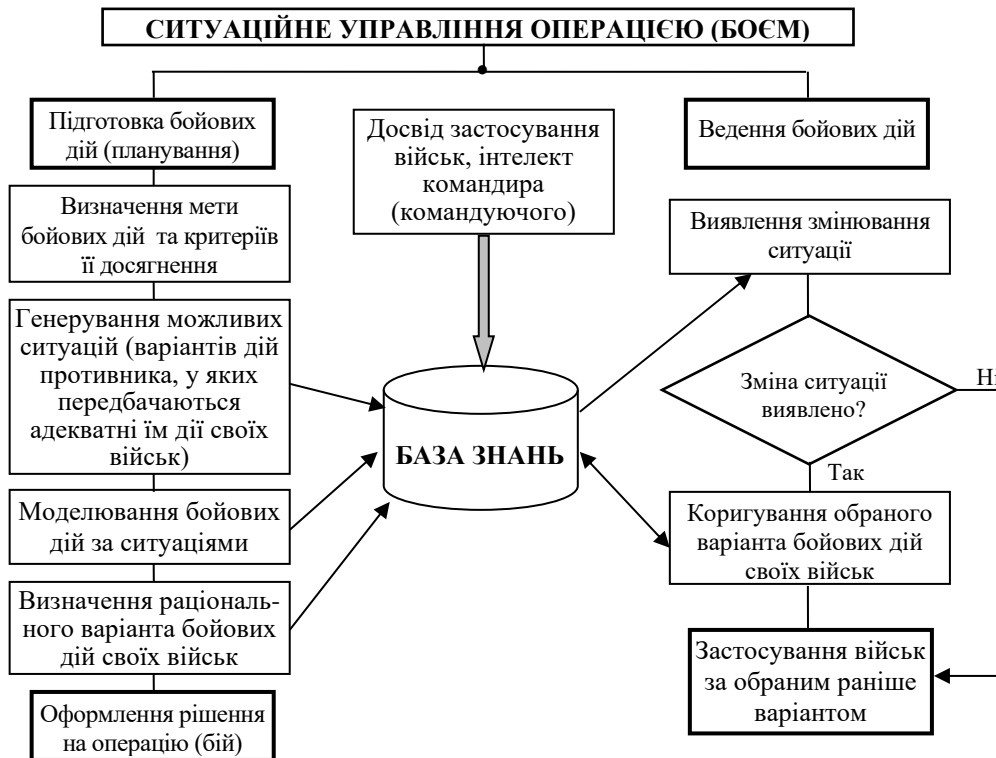 СИТУАЦІЙНЕ УПРАВЛІННЯ ОПЕРАЦІЄЮ (БОЄМ)
Підготовка бойових
дій (планування)
Визначення мети
бойових дій та критеріїв
її досягнення
Генерування можливих
ситуацій (варіантів дій
противника, у яких
передбачаються
адекватні їм дії своїх
військ)
Моделювання бойових
дій за ситуаціями
Визначення раціональ-
ного варіанта бойових
дій своїх військ
Оформлення рішення
на операцію (бій)
Досвід застосування
військ, інтелект
командира
(командуючого)
БАЗА ЗНАНЬ
Ведення бойових дій
Виявлення змінювання
ситуації
Зміна ситуації
виявлено?
Ні
Так
Коригування обраного
варіанта бойових дій
своїх військ
Застосування військ
за обраним раніше
варіантом